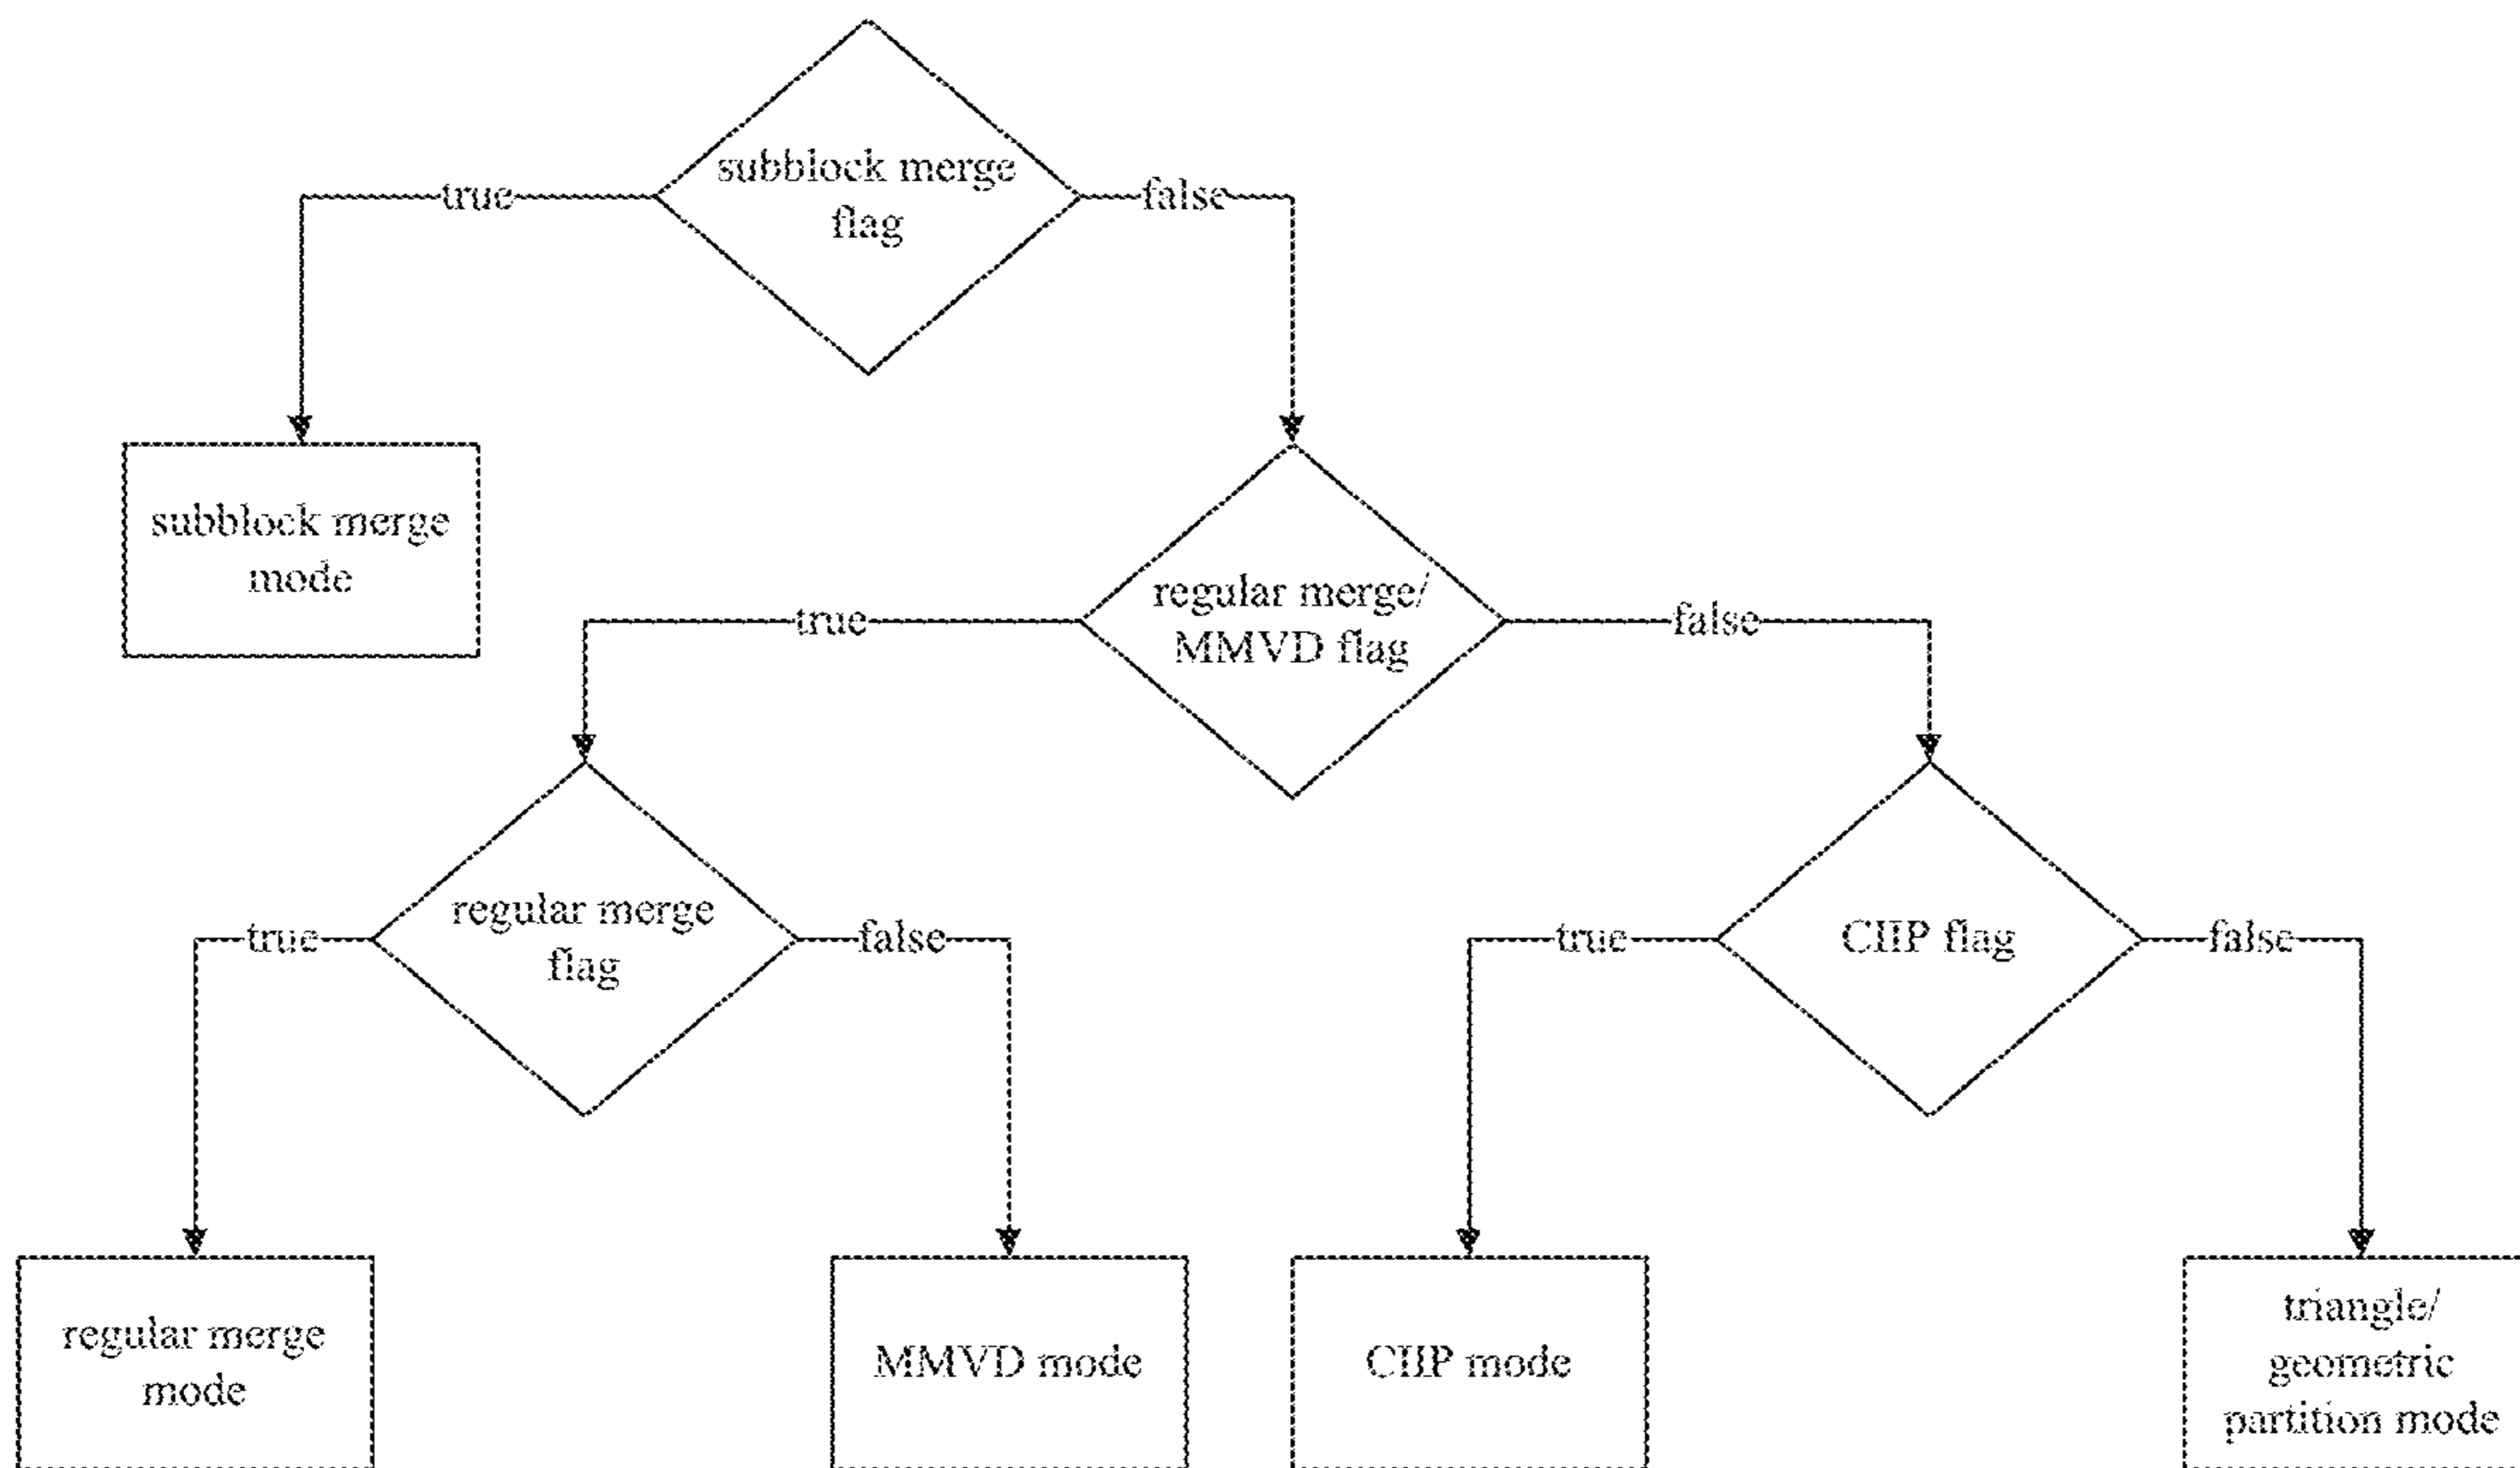 subblock merge
flag
true
false
subblock merge
mode
regular merge/
MMVD flag
true
false
regular merge
flag
true
false
CIIP flag
true
false
regular merge
mode
MMVD mode
CIIP mode
triangle/
geometric
partition mode